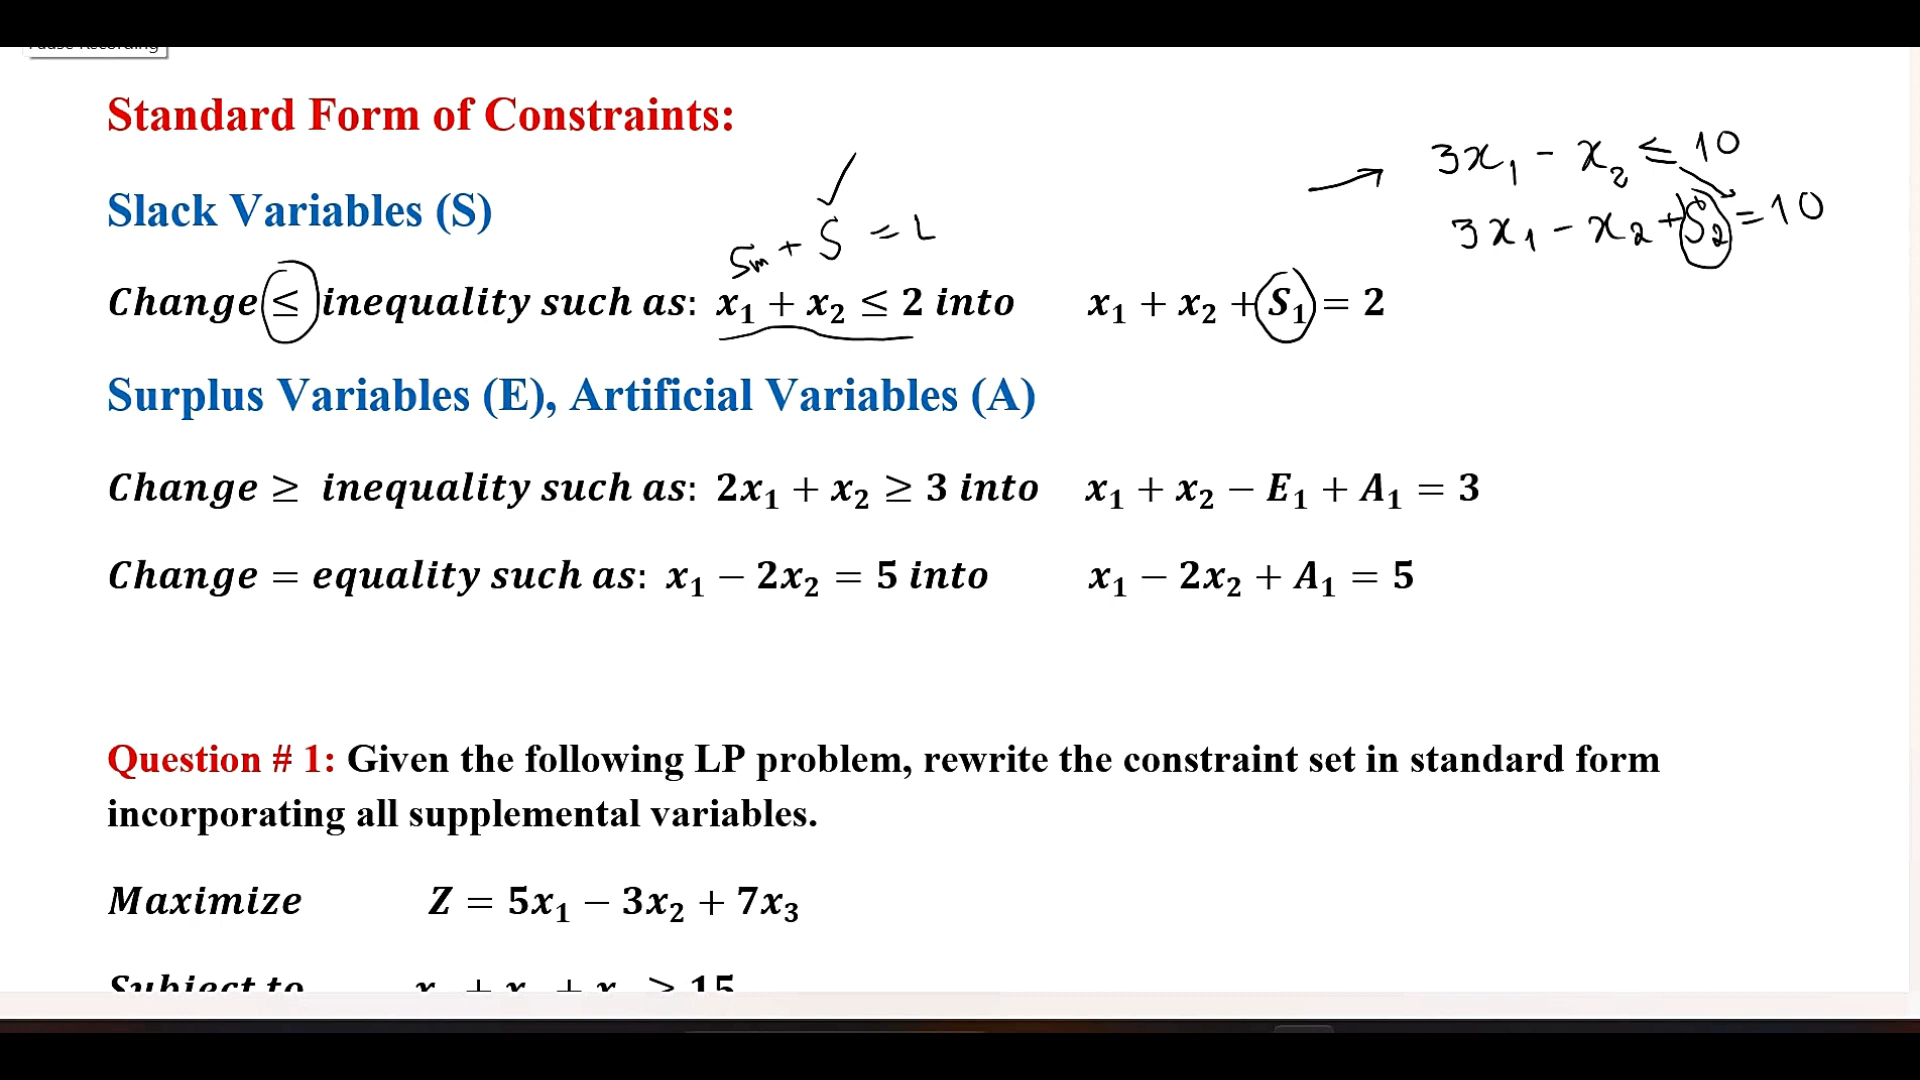 Standard Form of Constraints:
3x₁ - x₂ ≤ 10
Slack Variables (S)
3x₁ - x₂ + S₂ = 10
Sm + S = L
Change ≤ inequality such as: x₁ + x₂ ≤ 2 into x₁ + x₂ + S₁ = 2
Surplus Variables (E), Artificial Variables (A)
Change ≥ inequality such as: 2x₁ + x₂ ≥ 3 into x₁ + x₂ − E₁ + A₁ = 3
Change = equality such as: x₁ − 2x₂ = 5 into x₁ − 2x₂ + A₁ = 5
Question # 1: Given the following LP problem, rewrite the constraint set in standard form
incorporating all supplemental variables.
Maximize Z = 5x₁ − 3x₂ + 7x₃
Subject to